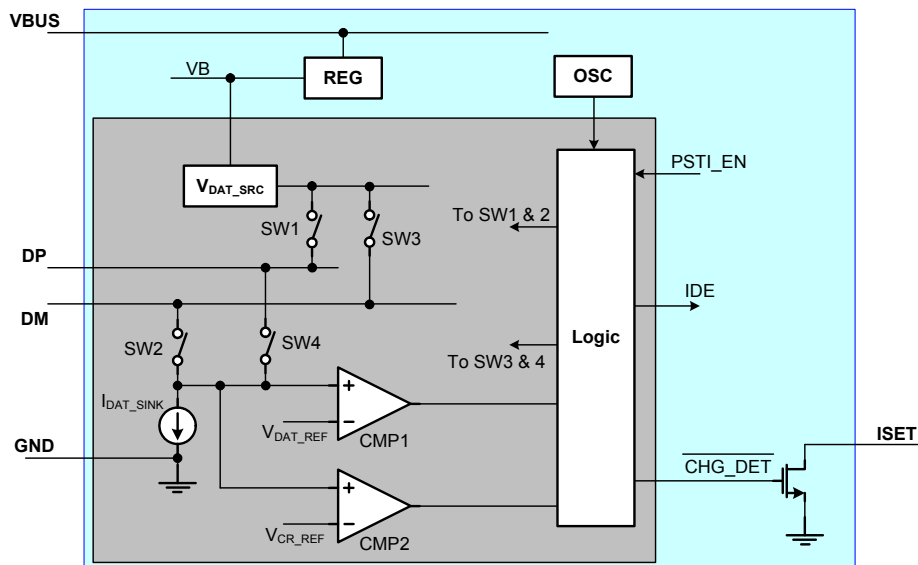 VBUS
VB
REG
OSC
PSTI_EN
VDAT_SRC
SW1
SW3
To SW1 & 2
DP
IDE
DM
SW2
SW4
Logic
To SW3 & 4
IDAT_SINK
+
−
VDAT_REF
CMP1
GND
ISET
CHG_DET
+
−
VCR_REF
CMP2